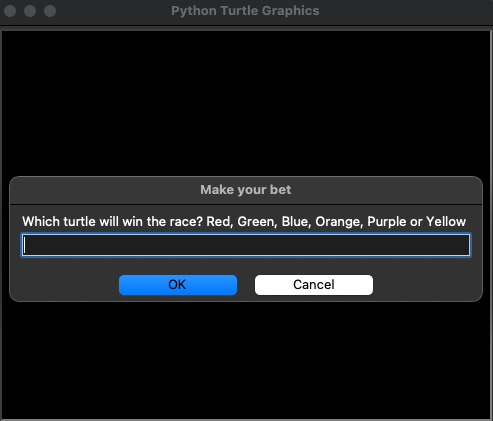 Python Turtle Graphics
Make your bet
Which turtle will win the race? Red, Green, Blue, Orange, Purple or Yellow
OK
Cancel